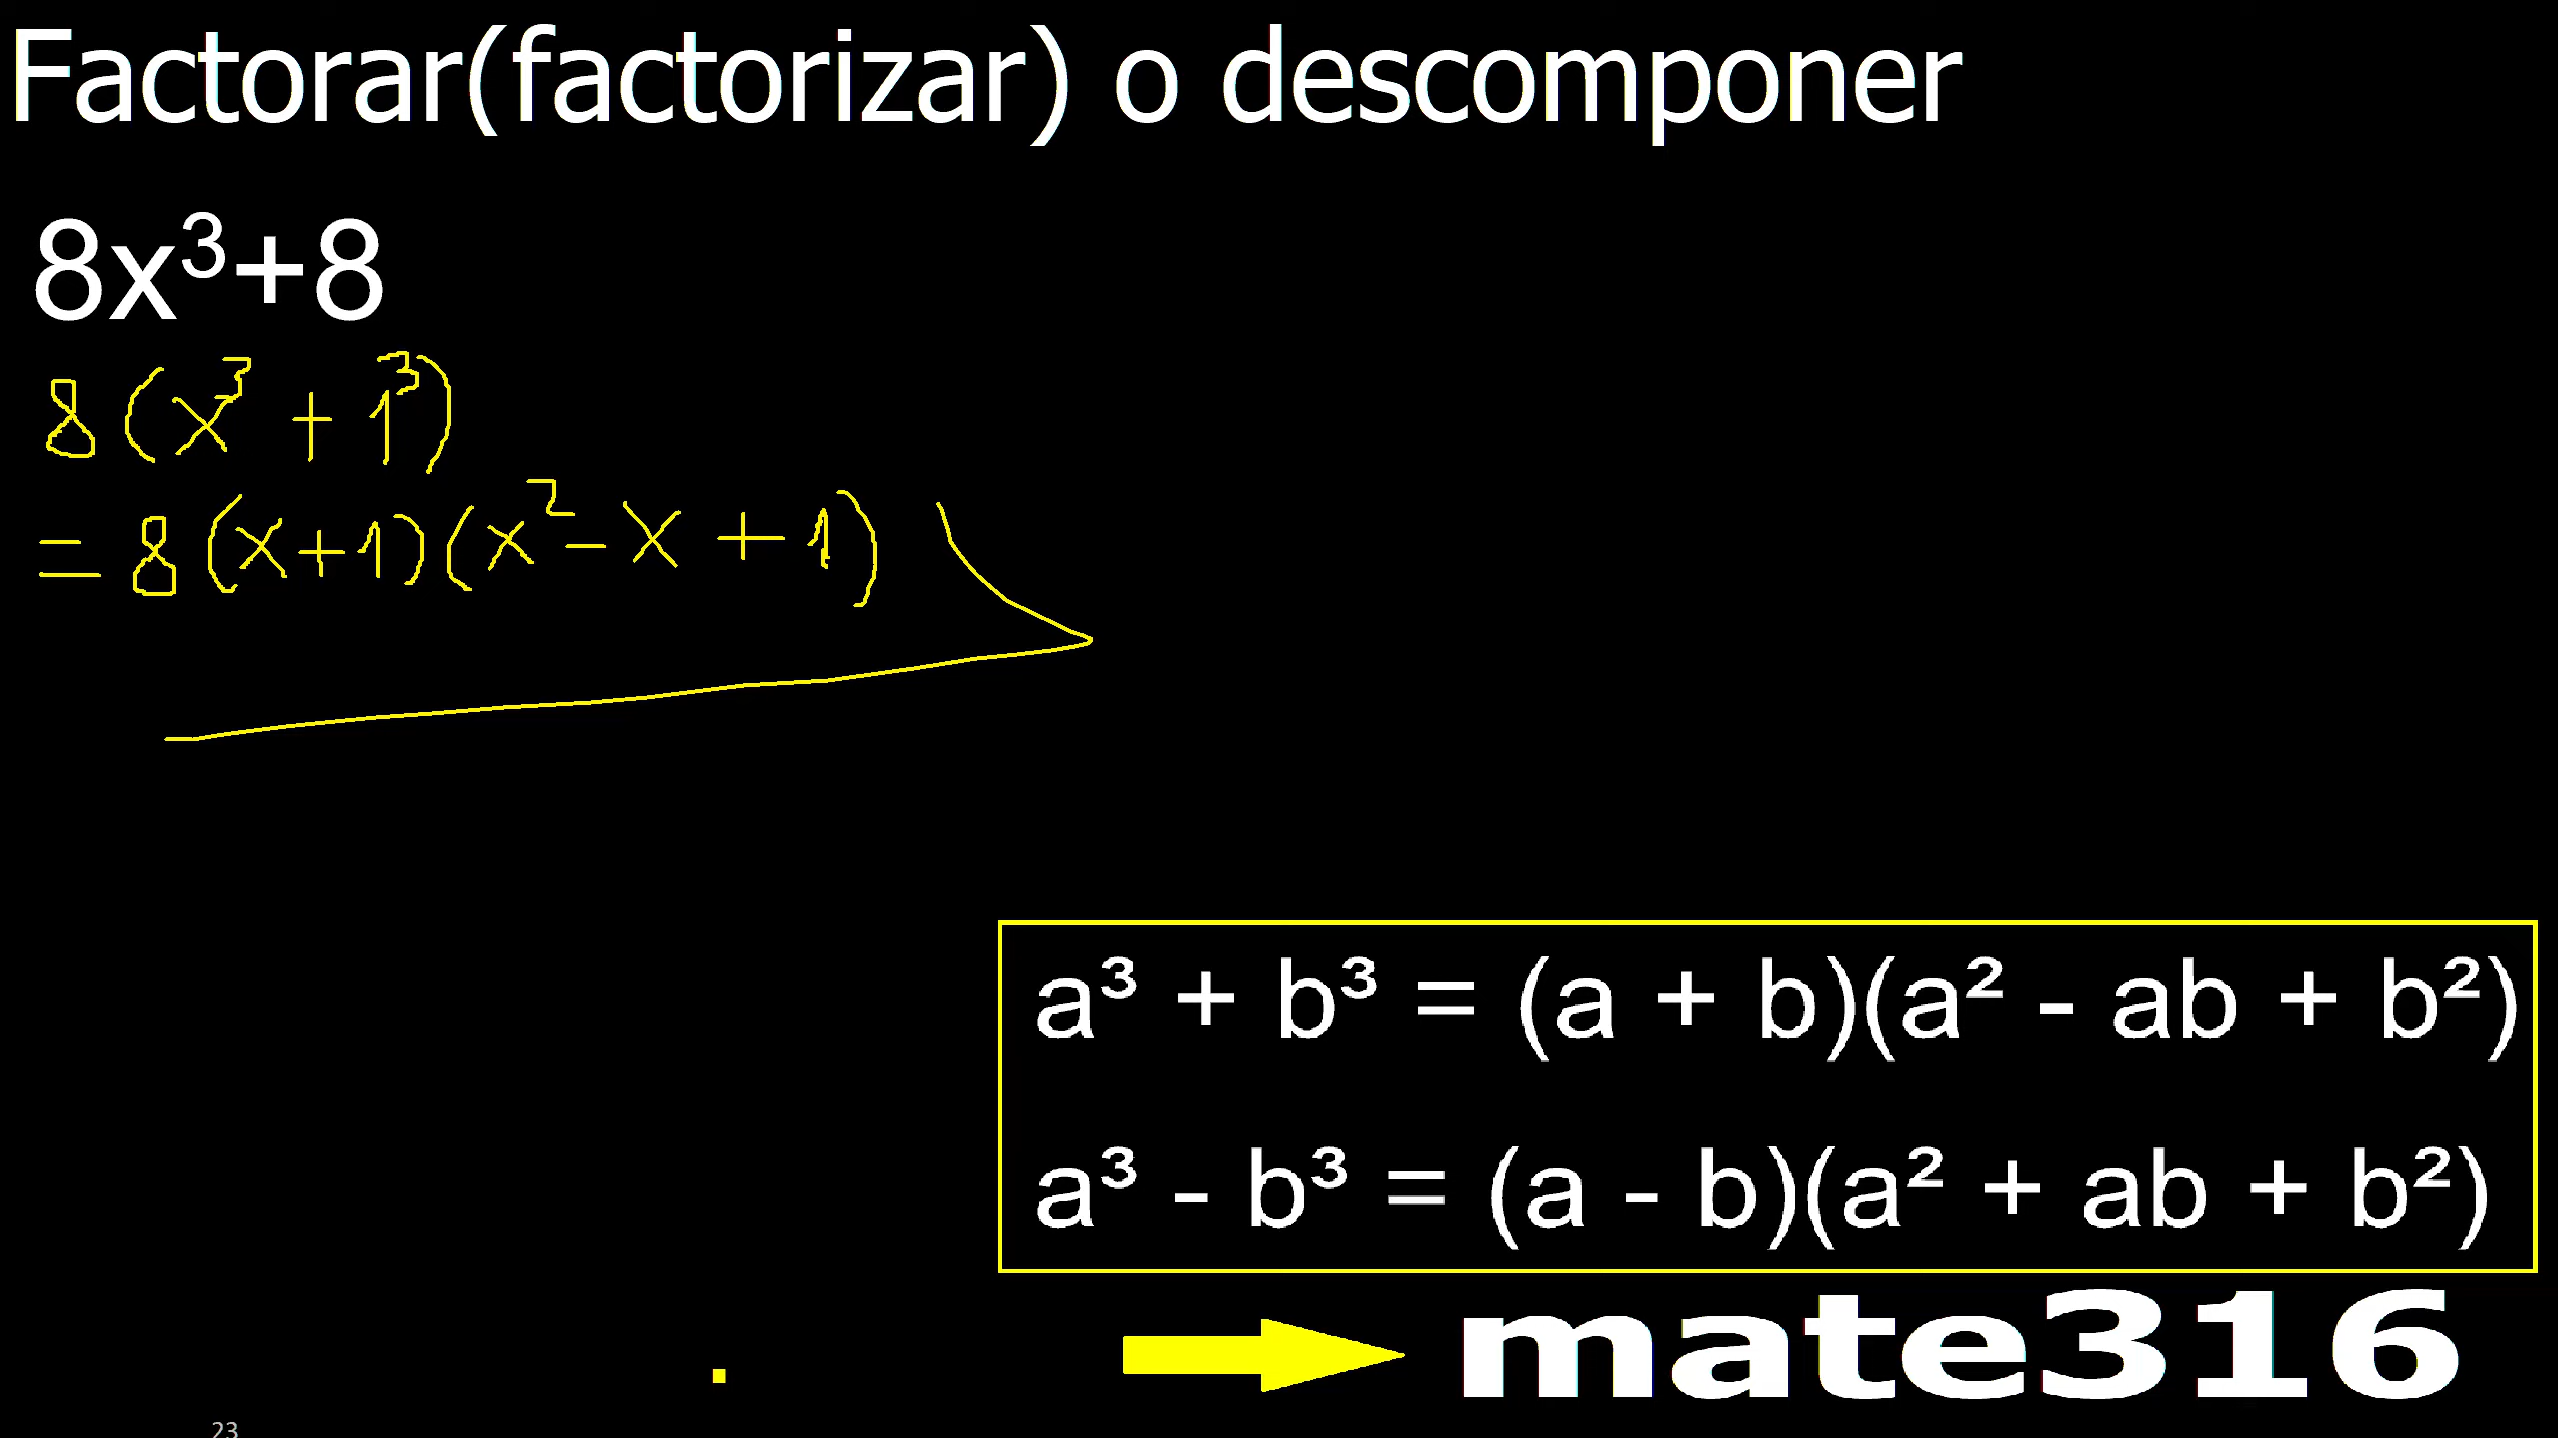 Factorar(factorizar) o descomponer
8x³+8
8(x³ + 1³)
= 8(x+1)(x² - x + 1)
a³ + b³ = (a + b)(a² - ab + b²)
a³ - b³ = (a - b)(a² + ab + b²)
mate316
23